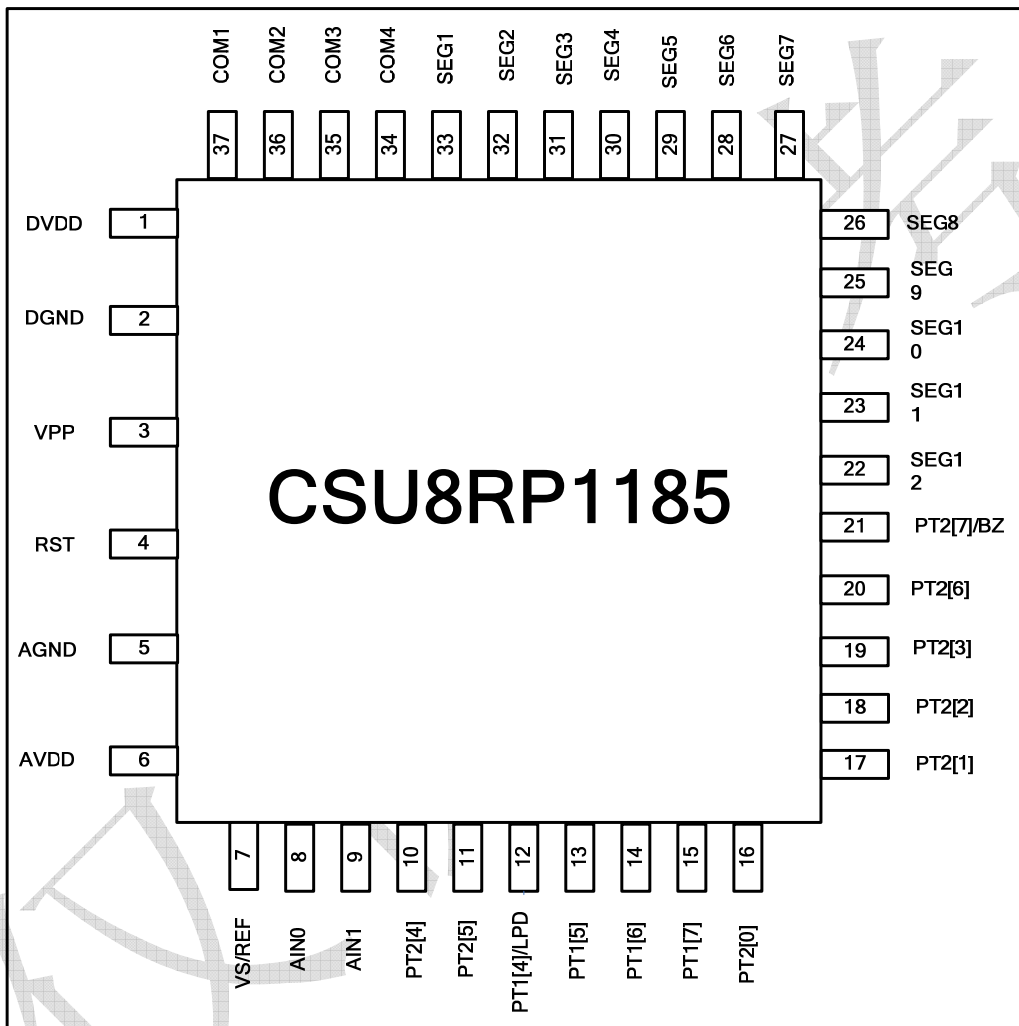 COM1
COM2
COM3
COM4
SEG1
SEG2
SEG3
SEG4
SEG5
SEG6
SEG7
37
36
35
34
33
32
31
30
29
28
27
DVDD 1
DGND 2
VPP 3
RST 4
AGND 5
AVDD 6
CSU8RP1185
26 SEG8
25 SEG
9
24 SEG1
0
23 SEG1
1
22 SEG1
2
21 PT2[7]/BZ
20 PT2[6]
19 PT2[3]
18 PT2[2]
17 PT2[1]
7
8
9
10
11
12
13
14
15
16
VS/REF
AIN0
AIN1
PT2[4]
PT2[5]
PT1[4]/LPD
PT1[5]
PT1[6]
PT1[7]
PT2[0]